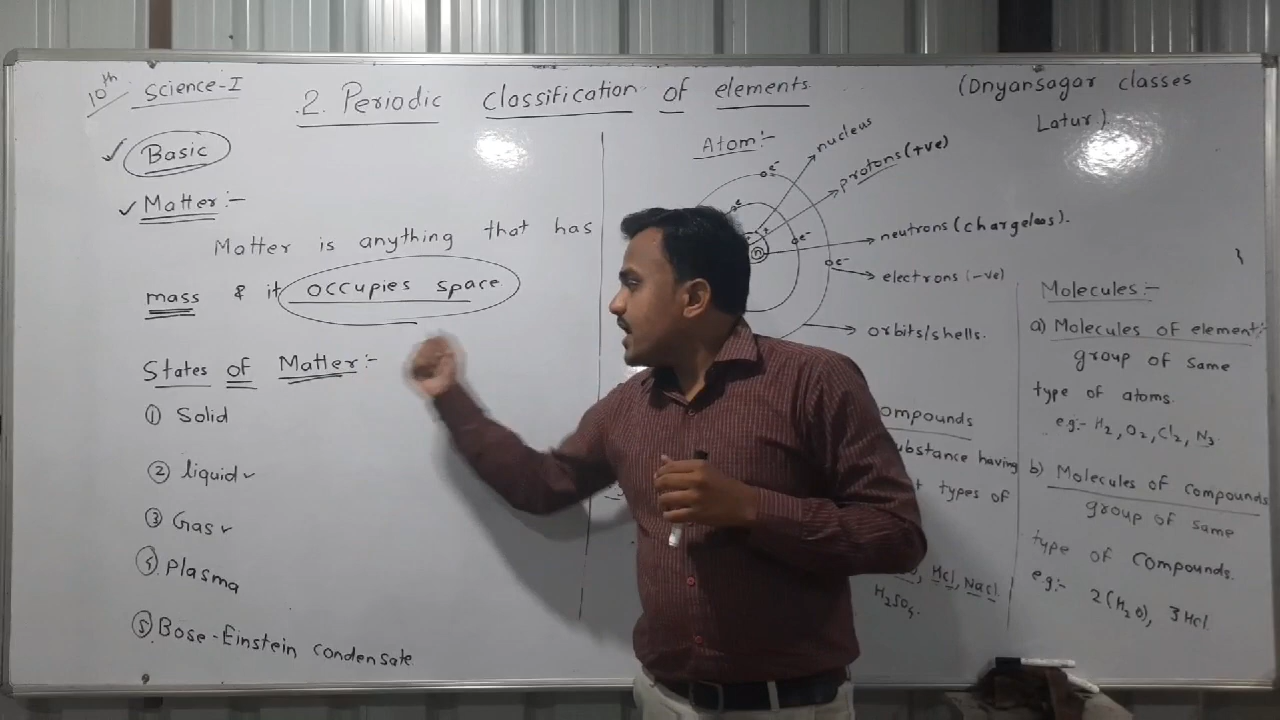 10th Science-I
2. Periodic Classification of elements
(Dnyansagar classes
Latur).
Basic
Matter:-
Matter is anything that has
mass & it occupies space
States of Matter:-
① Solid
② liquid
③ Gas
④ Plasma
⑤ Bose-Einstein condensate
Atom:-
nucleus
protons(+ve)
neutrons(chargeless).
electrons (-ve)
orbits/shells.
e-
e
e-
e-
n
ompounds
ubstance having
t types of
, Hcl, Nacl
H2SO4.
Molecules:-
a) Molecules of element:-
group of same
type of atoms.
e.g:- H2, O2, Cl2, N3
b) Molecules of compounds
group of same
type of compounds.
e.g:- 2(H2O), 3Hcl